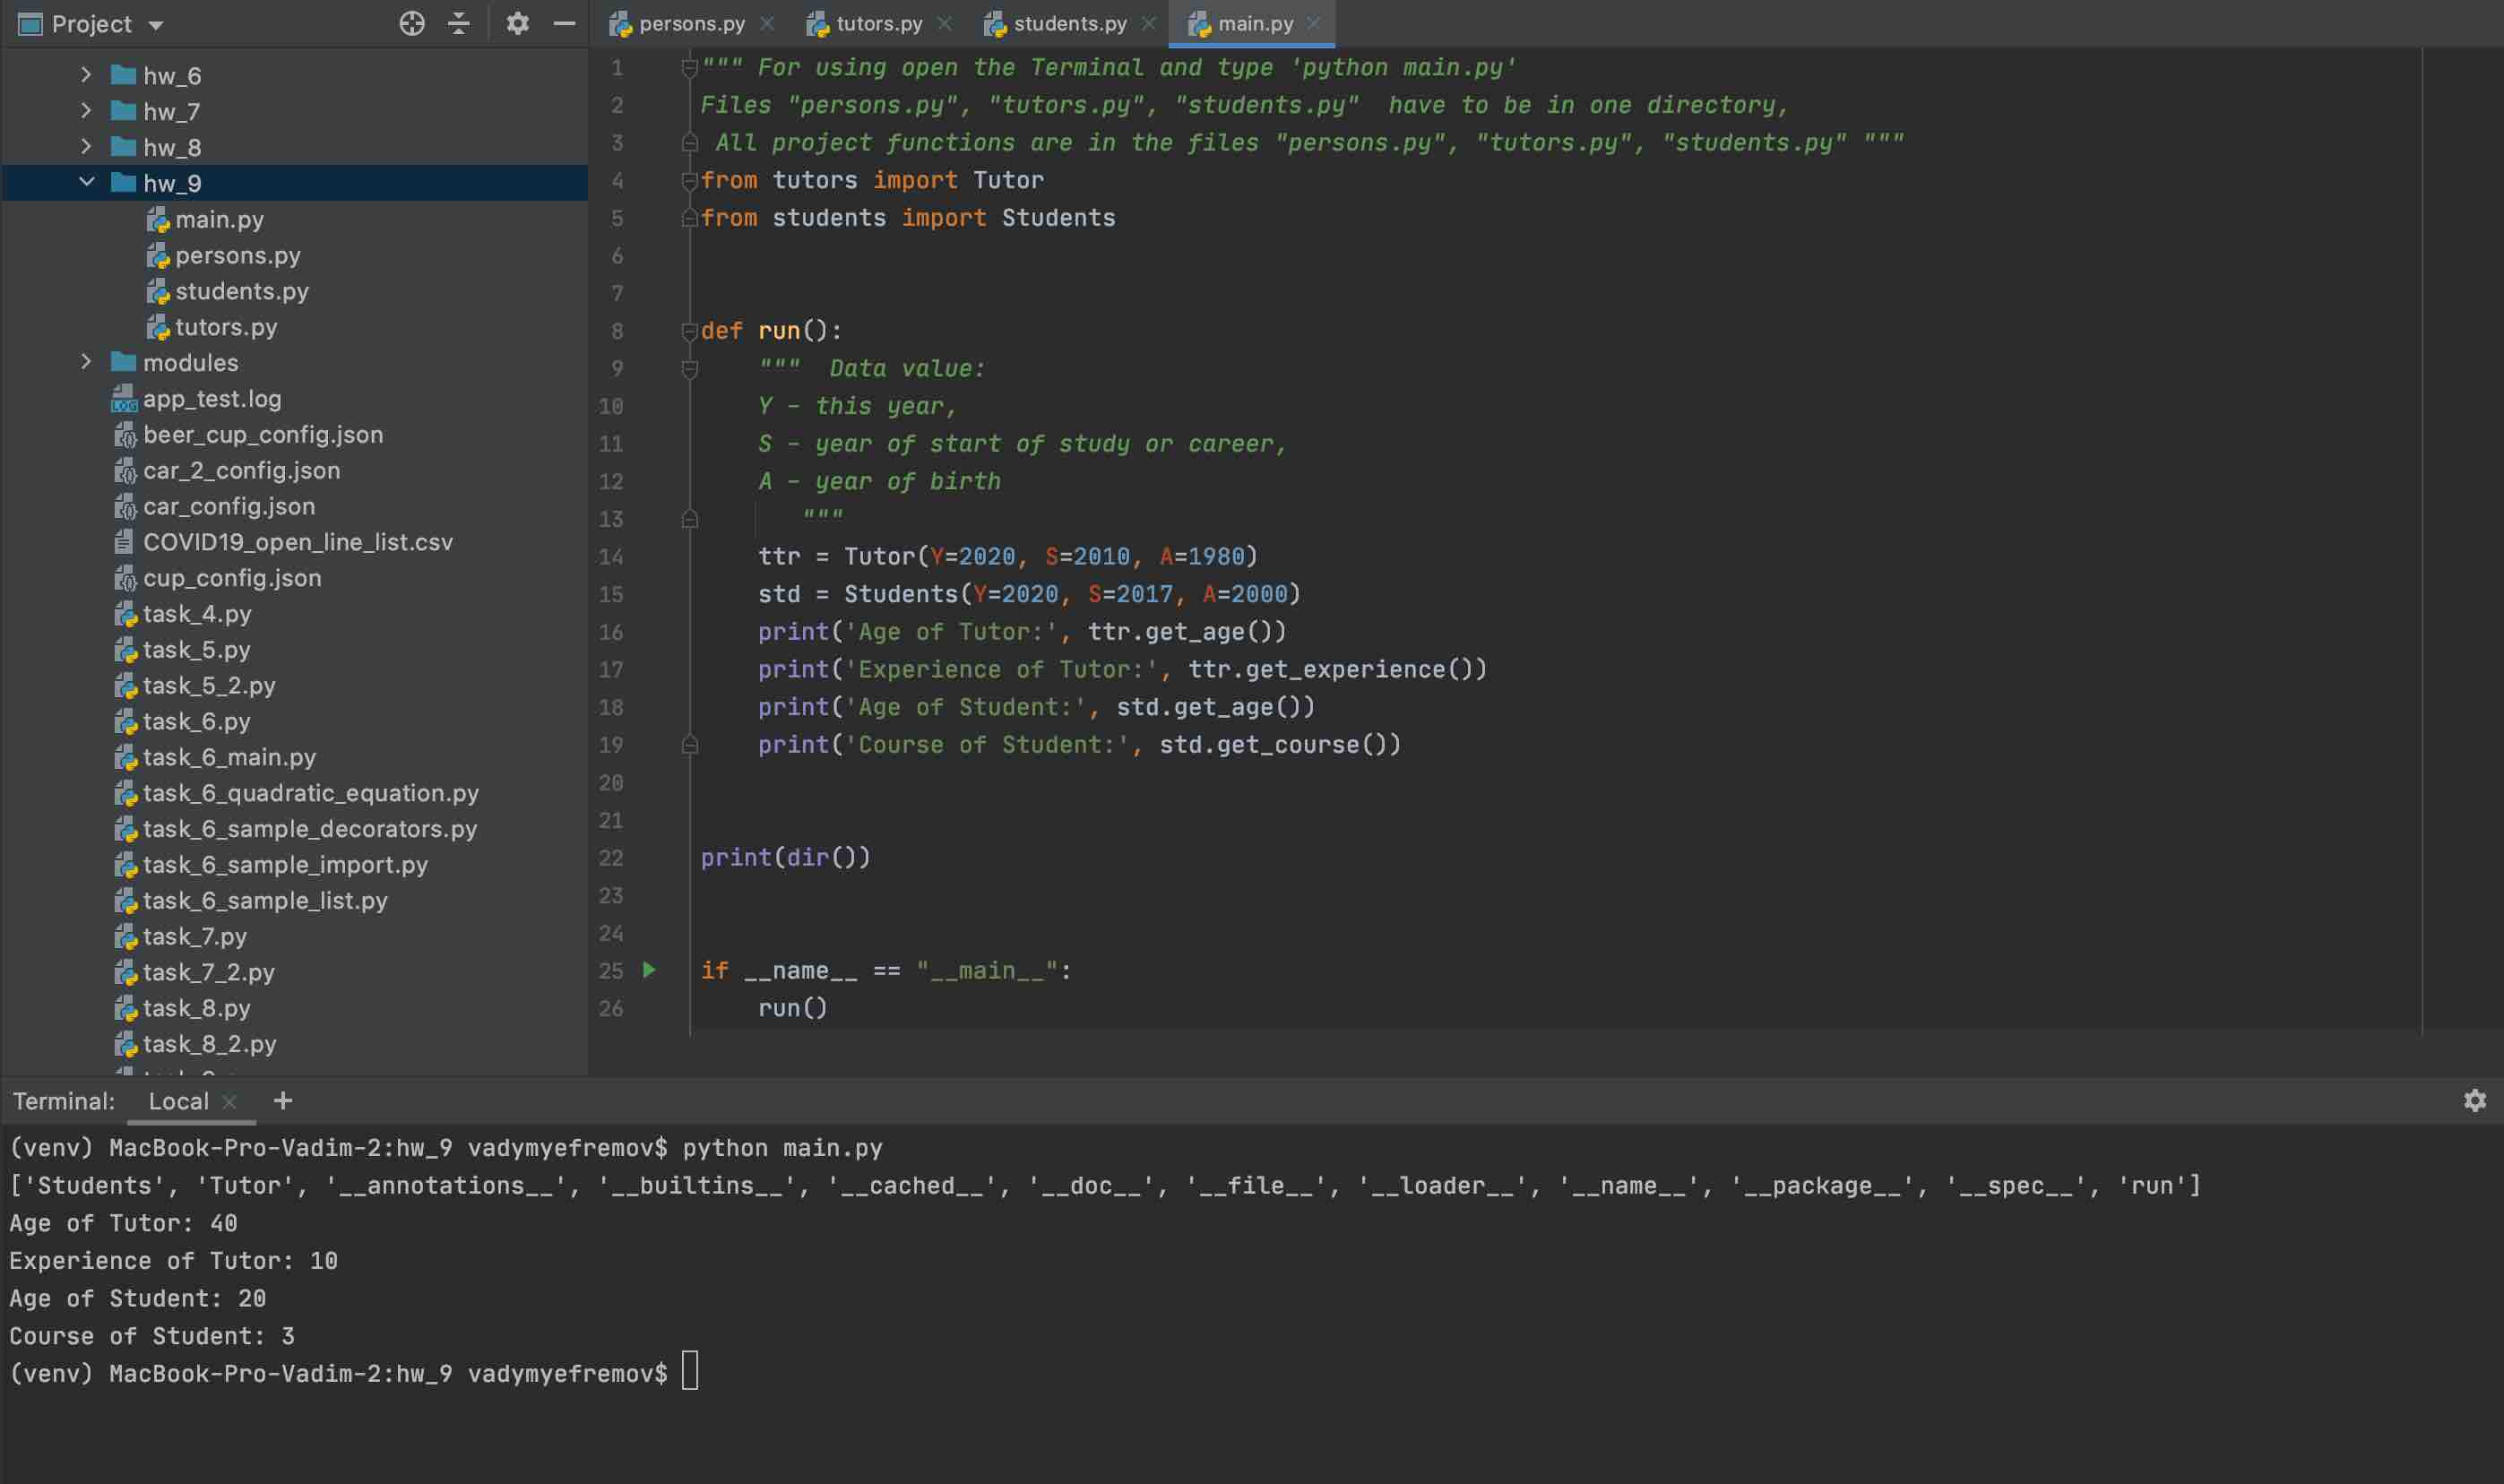 Project
persons.py
tutors.py
students.py
main.py
hw_6
hw_7
hw_8
hw_9
main.py
persons.py
students.py
tutors.py
modules
app_test.log
beer_cup_config.json
car_2_config.json
car_config.json
COVID19_open_line_list.csv
cup_config.json
task_4.py
task_5.py
task_5_2.py
task_6.py
task_6_main.py
task_6_quadratic_equation.py
task_6_sample_decorators.py
task_6_sample_import.py
task_6_sample_list.py
task_7.py
task_7_2.py
task_8.py
task_8_2.py
1 """ For using open the Terminal and type 'python main.py'
2 Files "persons.py", "tutors.py", "students.py"  have to be in one directory,
3  All project functions are in the files "persons.py", "tutors.py", "students.py" """
4 from tutors import Tutor
5 from students import Students
6
7
8 def run():
9     """  Data value:
10     Y - this year,
11     S - year of start of study or career,
12     A - year of birth
13        """
14     ttr = Tutor(Y=2020, S=2010, A=1980)
15     std = Students(Y=2020, S=2017, A=2000)
16     print('Age of Tutor:', ttr.get_age())
17     print('Experience of Tutor:', ttr.get_experience())
18     print('Age of Student:', std.get_age())
19     print('Course of Student:', std.get_course())
20
21
22 print(dir())
23
24
25 if __name__ == "__main__":
26     run()
Terminal: Local
(venv) MacBook-Pro-Vadim-2:hw_9 vadymyefremov$ python main.py
['Students', 'Tutor', '__annotations__', '__builtins__', '__cached__', '__doc__', '__file__', '__loader__', '__name__', '__package__', '__spec__', 'run']
Age of Tutor: 40
Experience of Tutor: 10
Age of Student: 20
Course of Student: 3
(venv) MacBook-Pro-Vadim-2:hw_9 vadymyefremov$